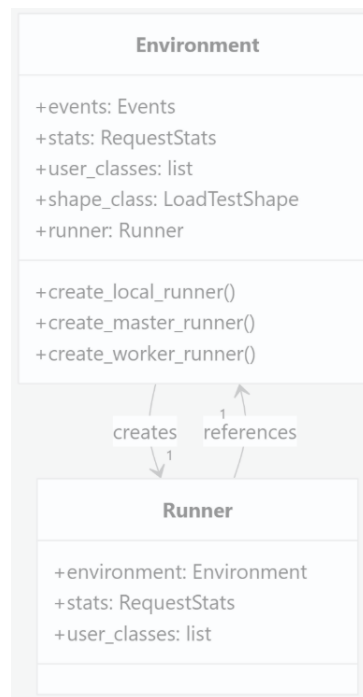 Environment
+events: Events
+stats: RequestStats
+user_classes: list
+shape_class: LoadTestShape
+runner: Runner
+create_local_runner()
+create_master_runner()
+create_worker_runner()
1
creates references
1
Runner
+environment: Environment
+stats: RequestStats
+user_classes: list